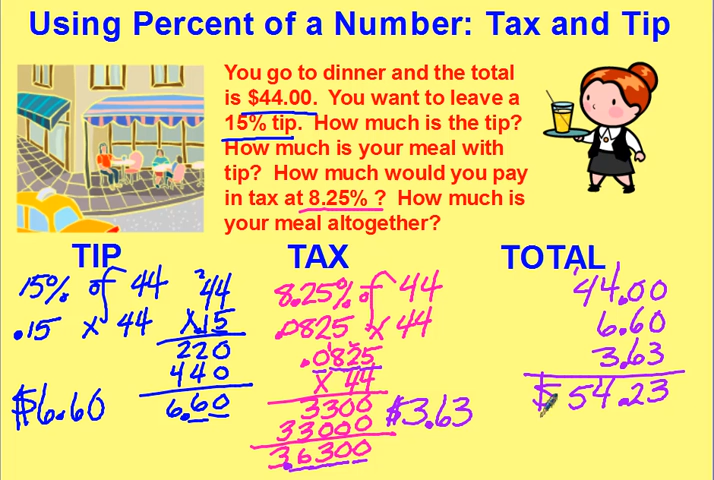 Using Percent of a Number: Tax and Tip
You go to dinner and the total
is $44.00. You want to leave a
15% tip. How much is the tip?
How much is your meal with
tip? How much would you pay
in tax at 8.25% ? How much is
your meal altogether?
TIP
15% of 44
.15 x 44
2
44
x.15
220
440
6.60
$6.60
TAX
8.25% of 44
.0825 x 44
.0825
x 44
3300
33000
3.6300
$3.63
TOTAL
44.00
6.60
3.63
$54.23